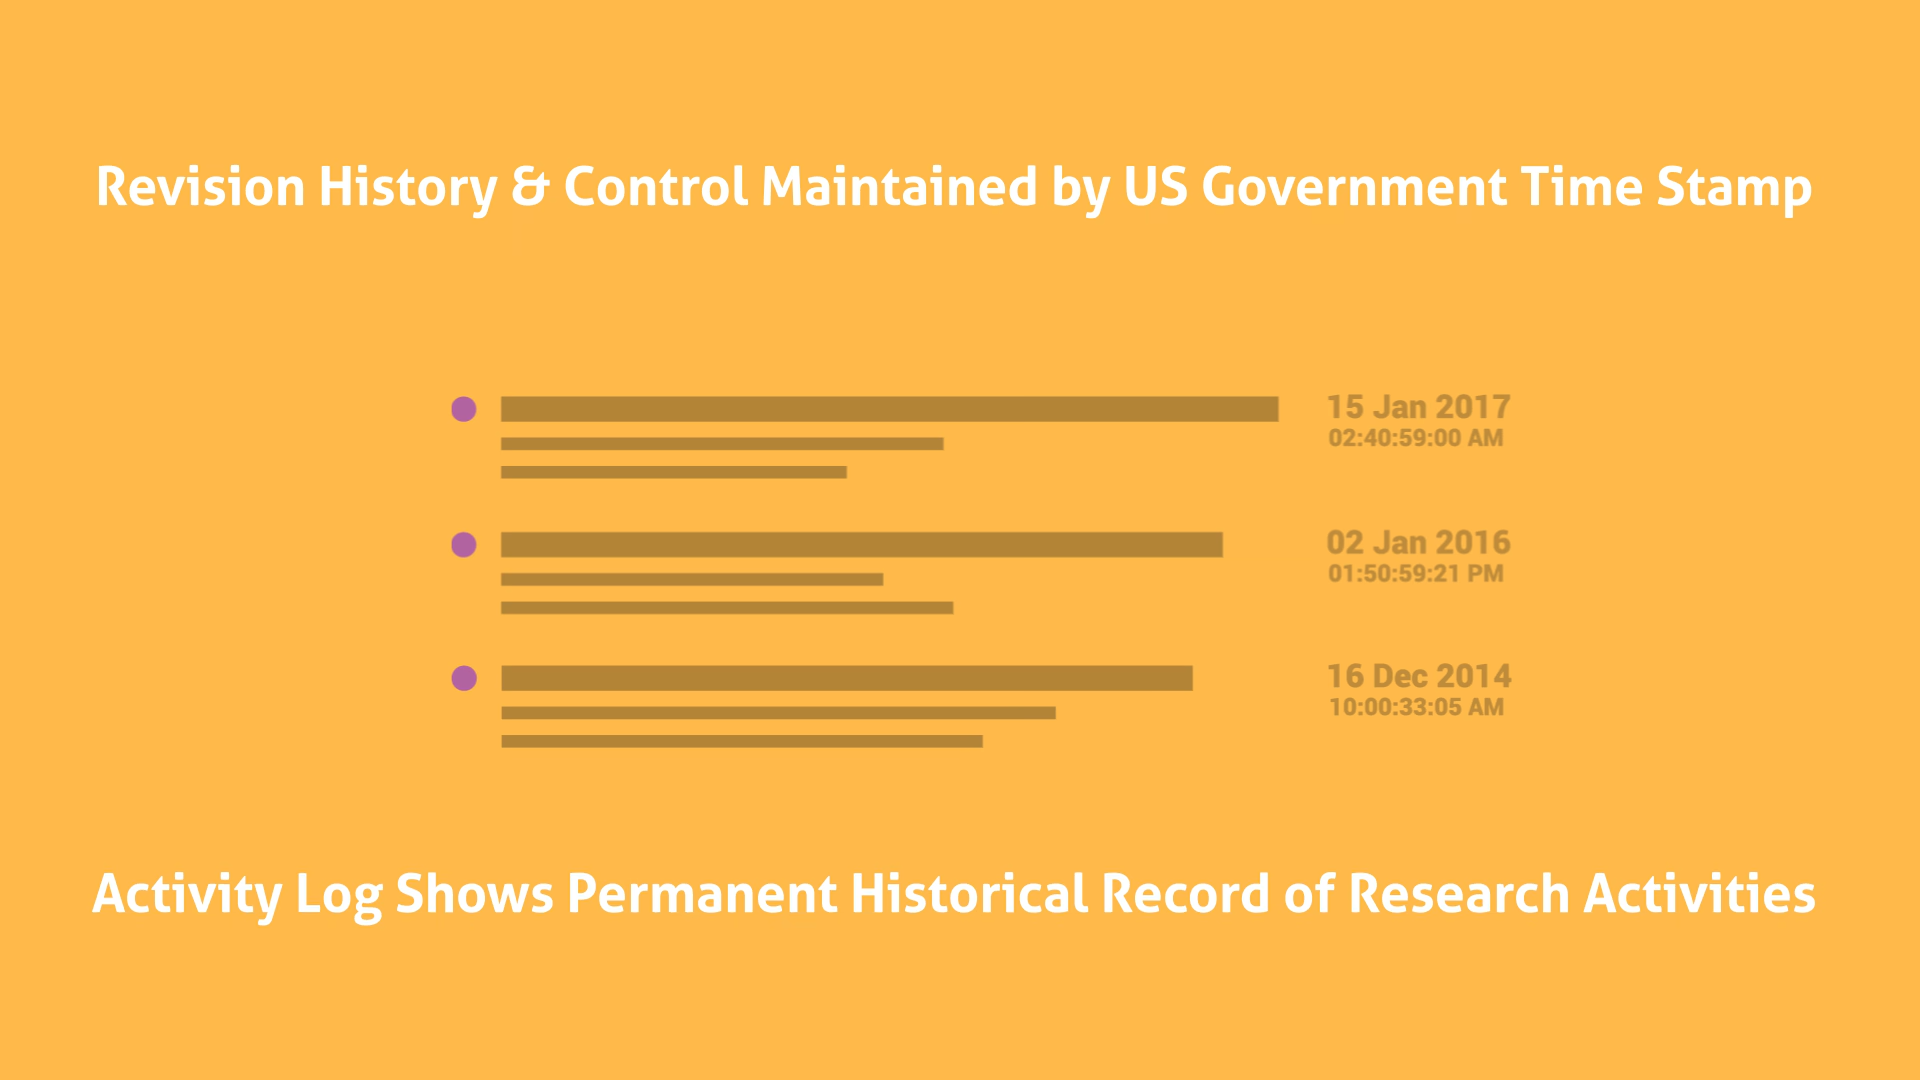 Revision History & Control Maintained by US Government Time Stamp
15 Jan 2017
02:40:59:00 AM
02 Jan 2016
01:50:59:21 PM
16 Dec 2014
10:00:33:05 AM
Activity Log Shows Permanent Historical Record of Research Activities